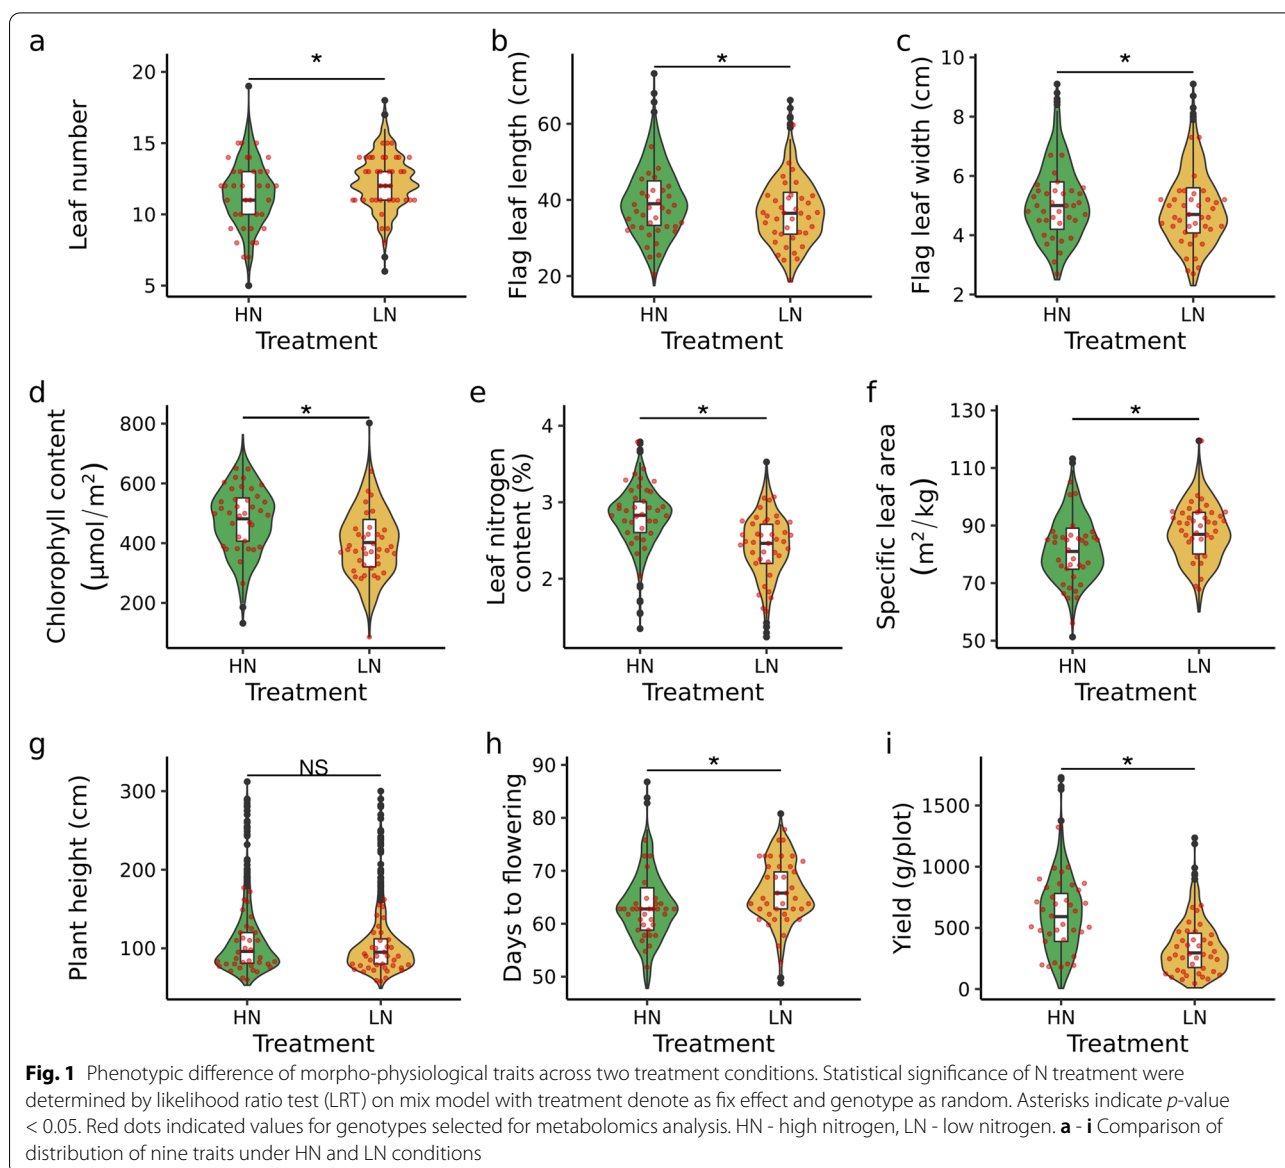 a
*
20
15
10
5
Leaf number
HN LN
Treatment
b
*
60
40
20
Flag leaf length (cm)
HN LN
Treatment
c
*
10
8
6
4
2
Flag leaf width (cm)
HN LN
Treatment
d
*
800
600
400
200
Chlorophyll content
(μmol/m²)
HN LN
Treatment
e
*
4
3
2
Leaf nitrogen
content (%)
HN LN
Treatment
f
*
130
110
90
70
50
Specific leaf area
(m²/kg)
HN LN
Treatment
g
NS
300
200
100
Plant height (cm)
HN LN
Treatment
h
*
90
80
70
60
50
Days to flowering
HN LN
Treatment
i
*
1500
1000
500
0
Yield (g/plot)
HN LN
Treatment
Fig. 1 Phenotypic difference of morpho-physiological traits across two treatment conditions. Statistical significance of N treatment were
determined by likelihood ratio test (LRT) on mix model with treatment denote as fix effect and genotype as random. Asterisks indicate p-value
< 0.05. Red dots indicated values for genotypes selected for metabolomics analysis. HN - high nitrogen, LN - low nitrogen. a - i Comparison of
distribution of nine traits under HN and LN conditions